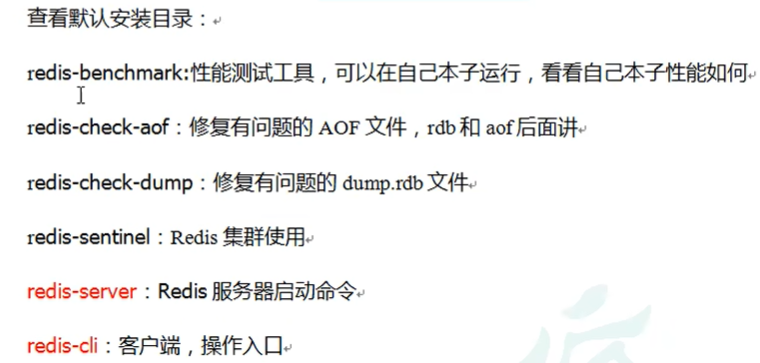 查看默认安装目录：
redis-benchmark:性能测试工具，可以在自己本子运行，看看自己本子性能如何
redis-check-aof：修复有问题的 AOF 文件，rdb 和 aof 后面讲
redis-check-dump：修复有问题的 dump.rdb 文件
redis-sentinel：Redis 集群使用
redis-server：Redis 服务器启动命令
redis-cli：客户端，操作入口